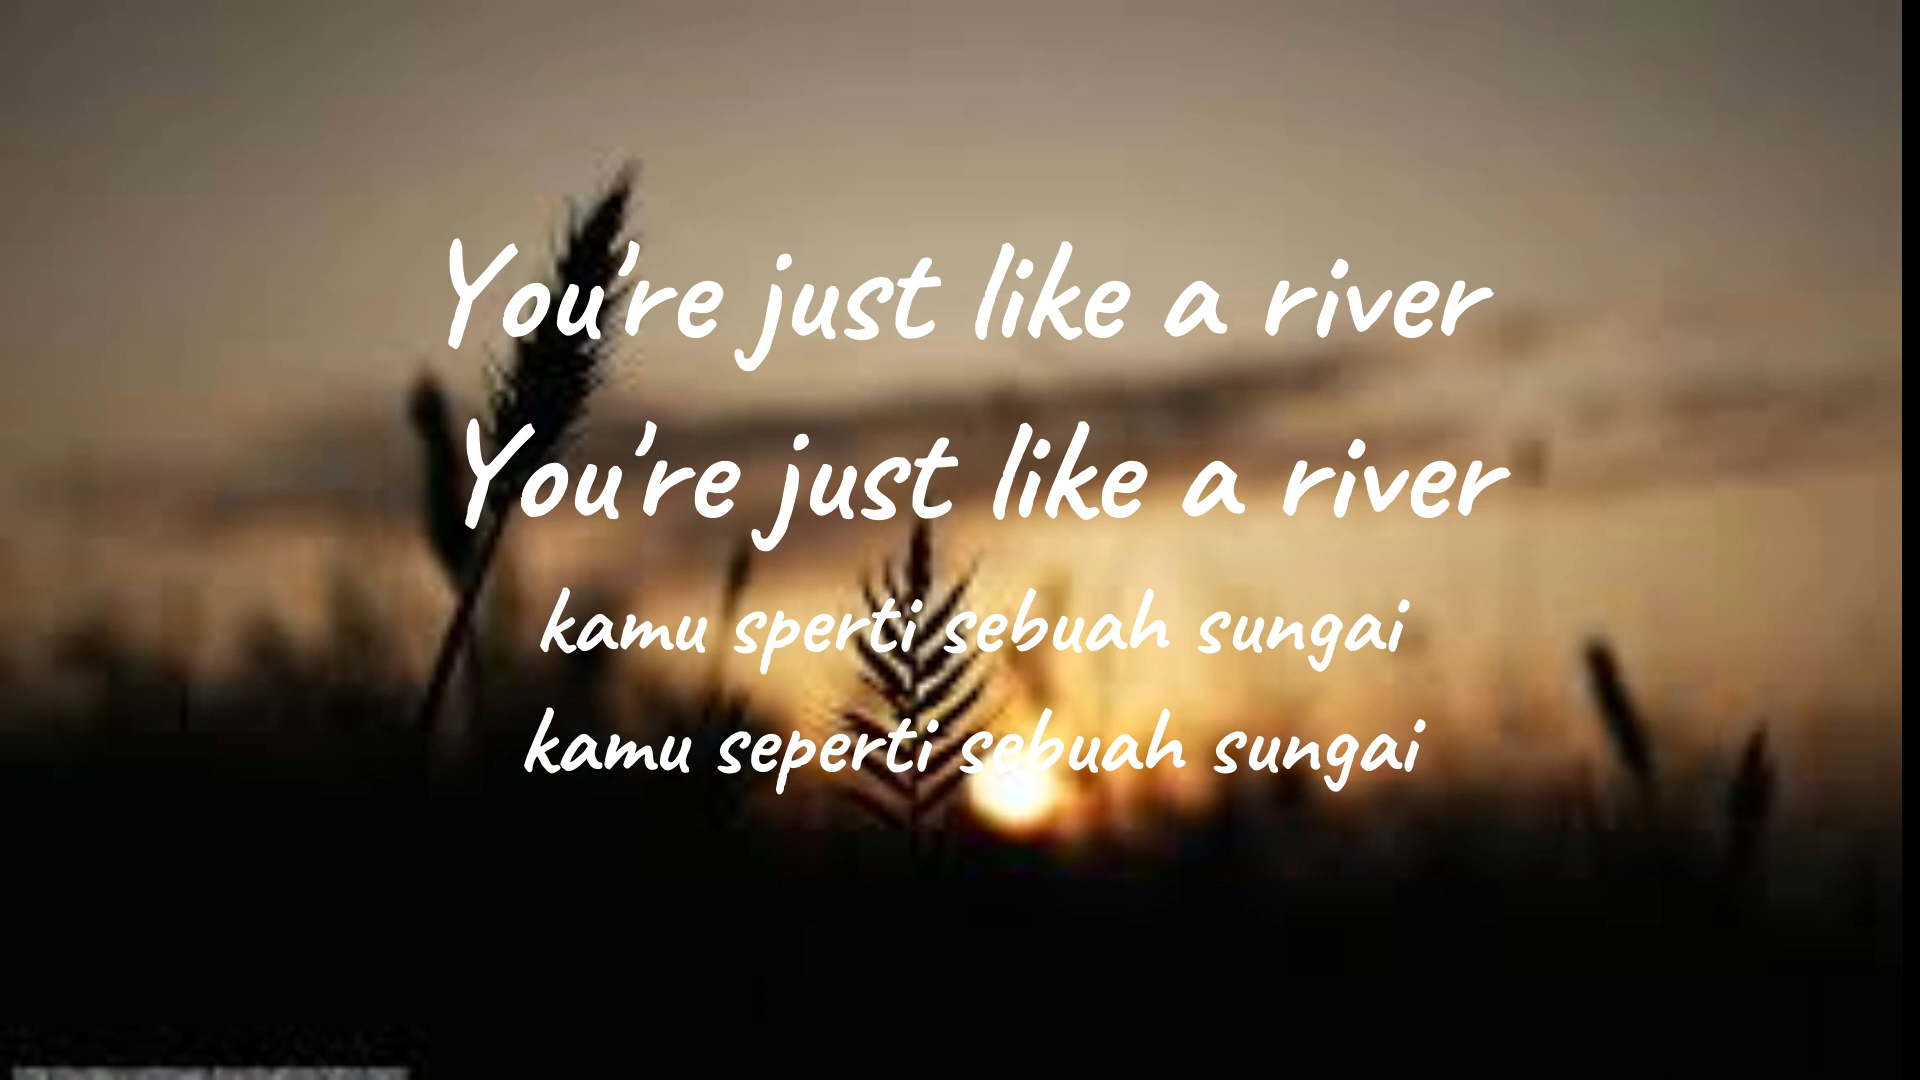 You're just like a river
You're just like a river
kamu sperti sebuah sungai
kamu seperti sebuah sungai